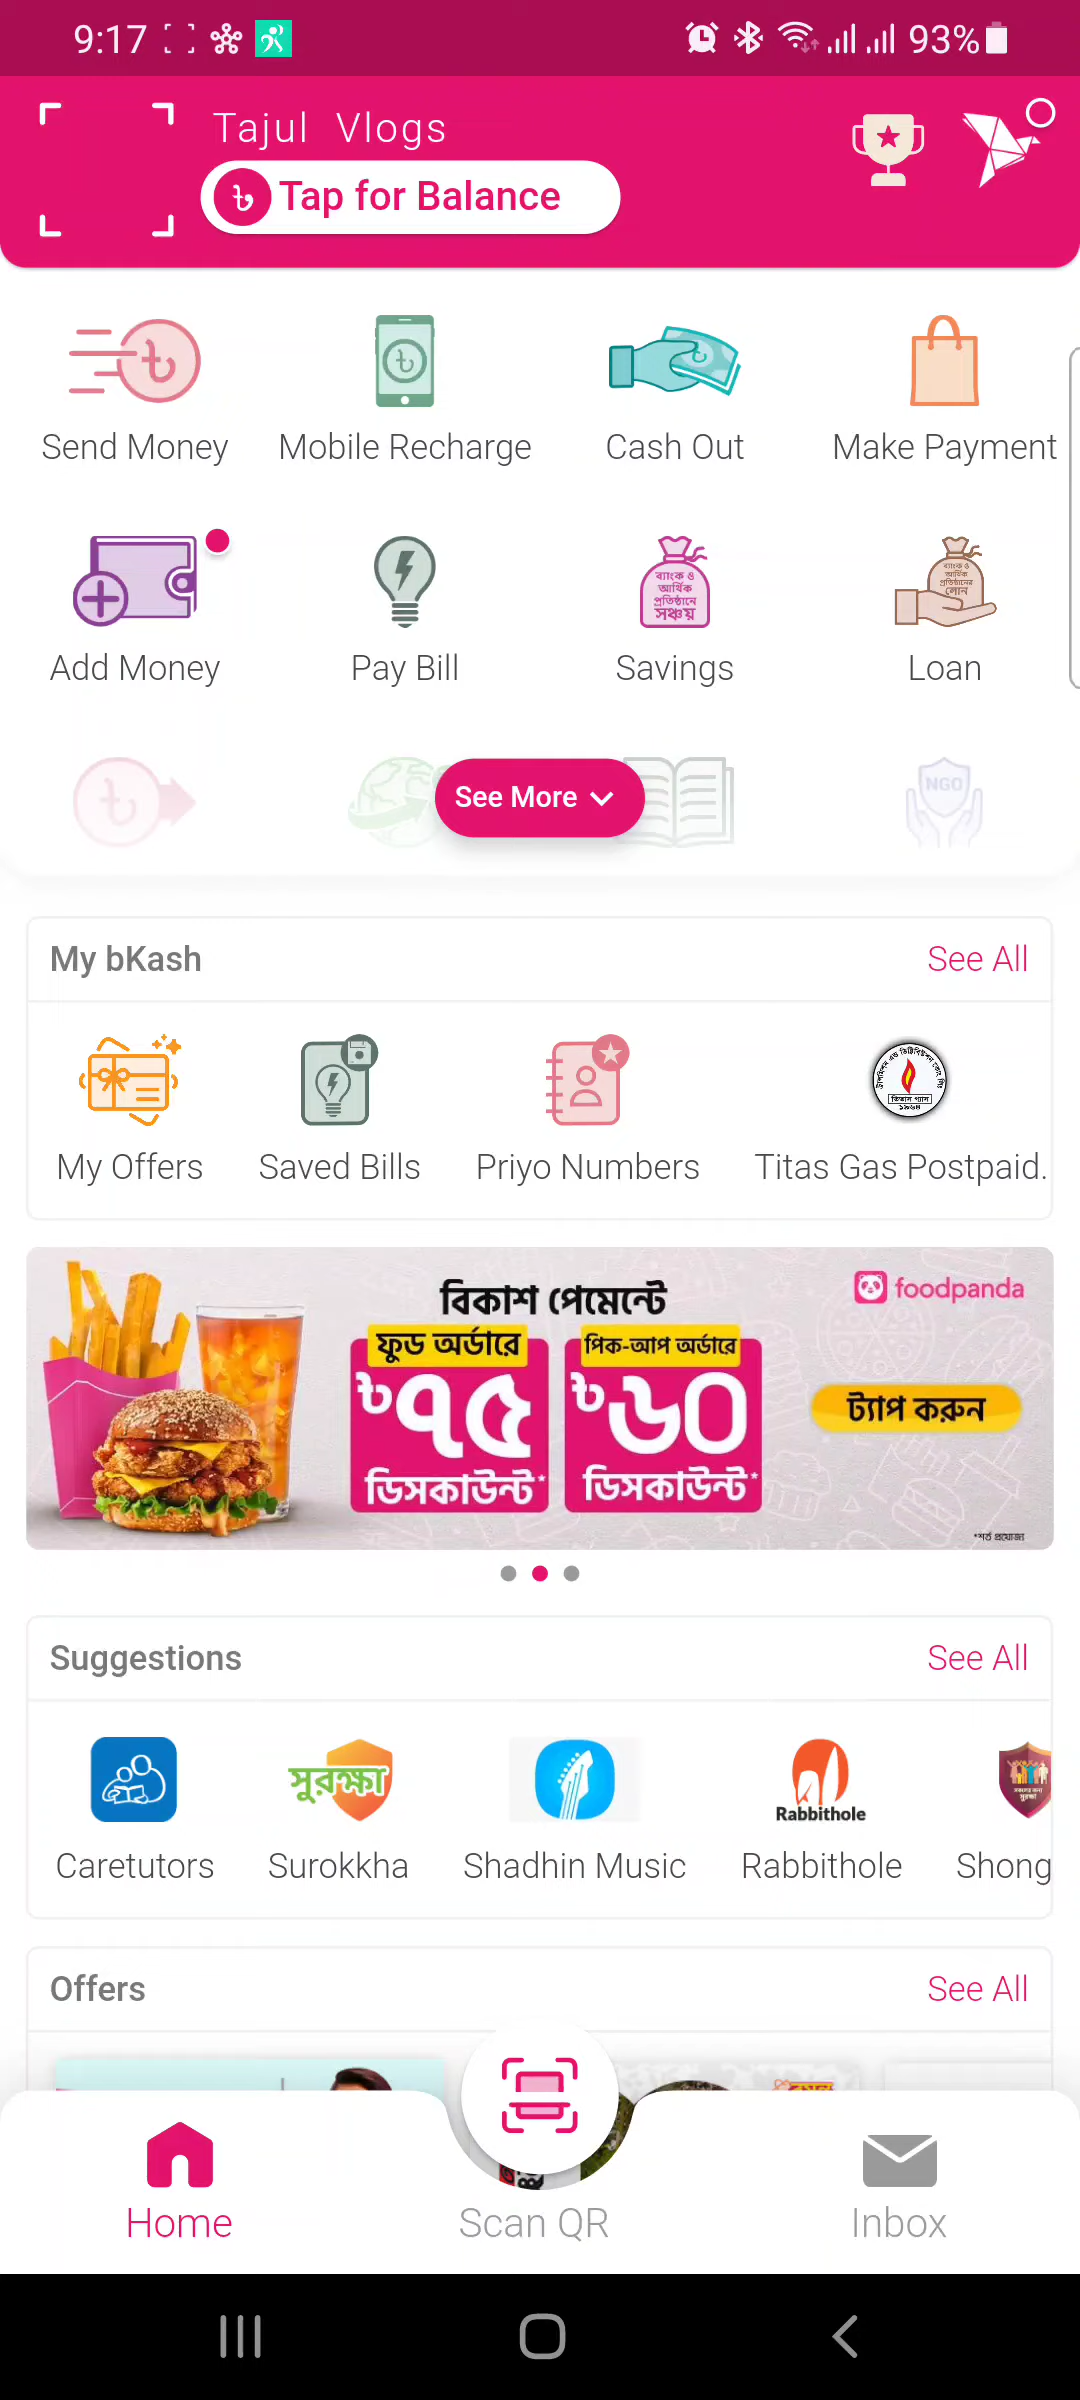 9:17
93%
Tajul Vlogs
Tap for Balance
Send Money
Mobile Recharge
Cash Out
Make Payment
ব্যাংক ও
আর্থিক
প্রতিষ্ঠানে
সঞ্চয়
ব্যাংক ও
আর্থিক
প্রতিষ্ঠানের
লোন
Add Money
Pay Bill
Savings
Loan
NGO
See More
My bKash
See All
তিতাস গ্যাস
১৯৬৪
My Offers
Saved Bills
Priyo Numbers
Titas Gas Postpaid.
বিকাশ পেমেন্টে
foodpanda
ফুড অর্ডারে
৳৭৫
ডিসকাউন্ট*
পিক-আপ অর্ডারে
৳৬০
ডিসকাউন্ট*
ট্যাপ করুন
*শর্ত প্রযোজ্য
Suggestions
See All
সুরক্ষা
Rabbithole
Caretutors
Surokkha
Shadhin Music
Rabbithole
Shong
Offers
See All
Home
Scan QR
Inbox